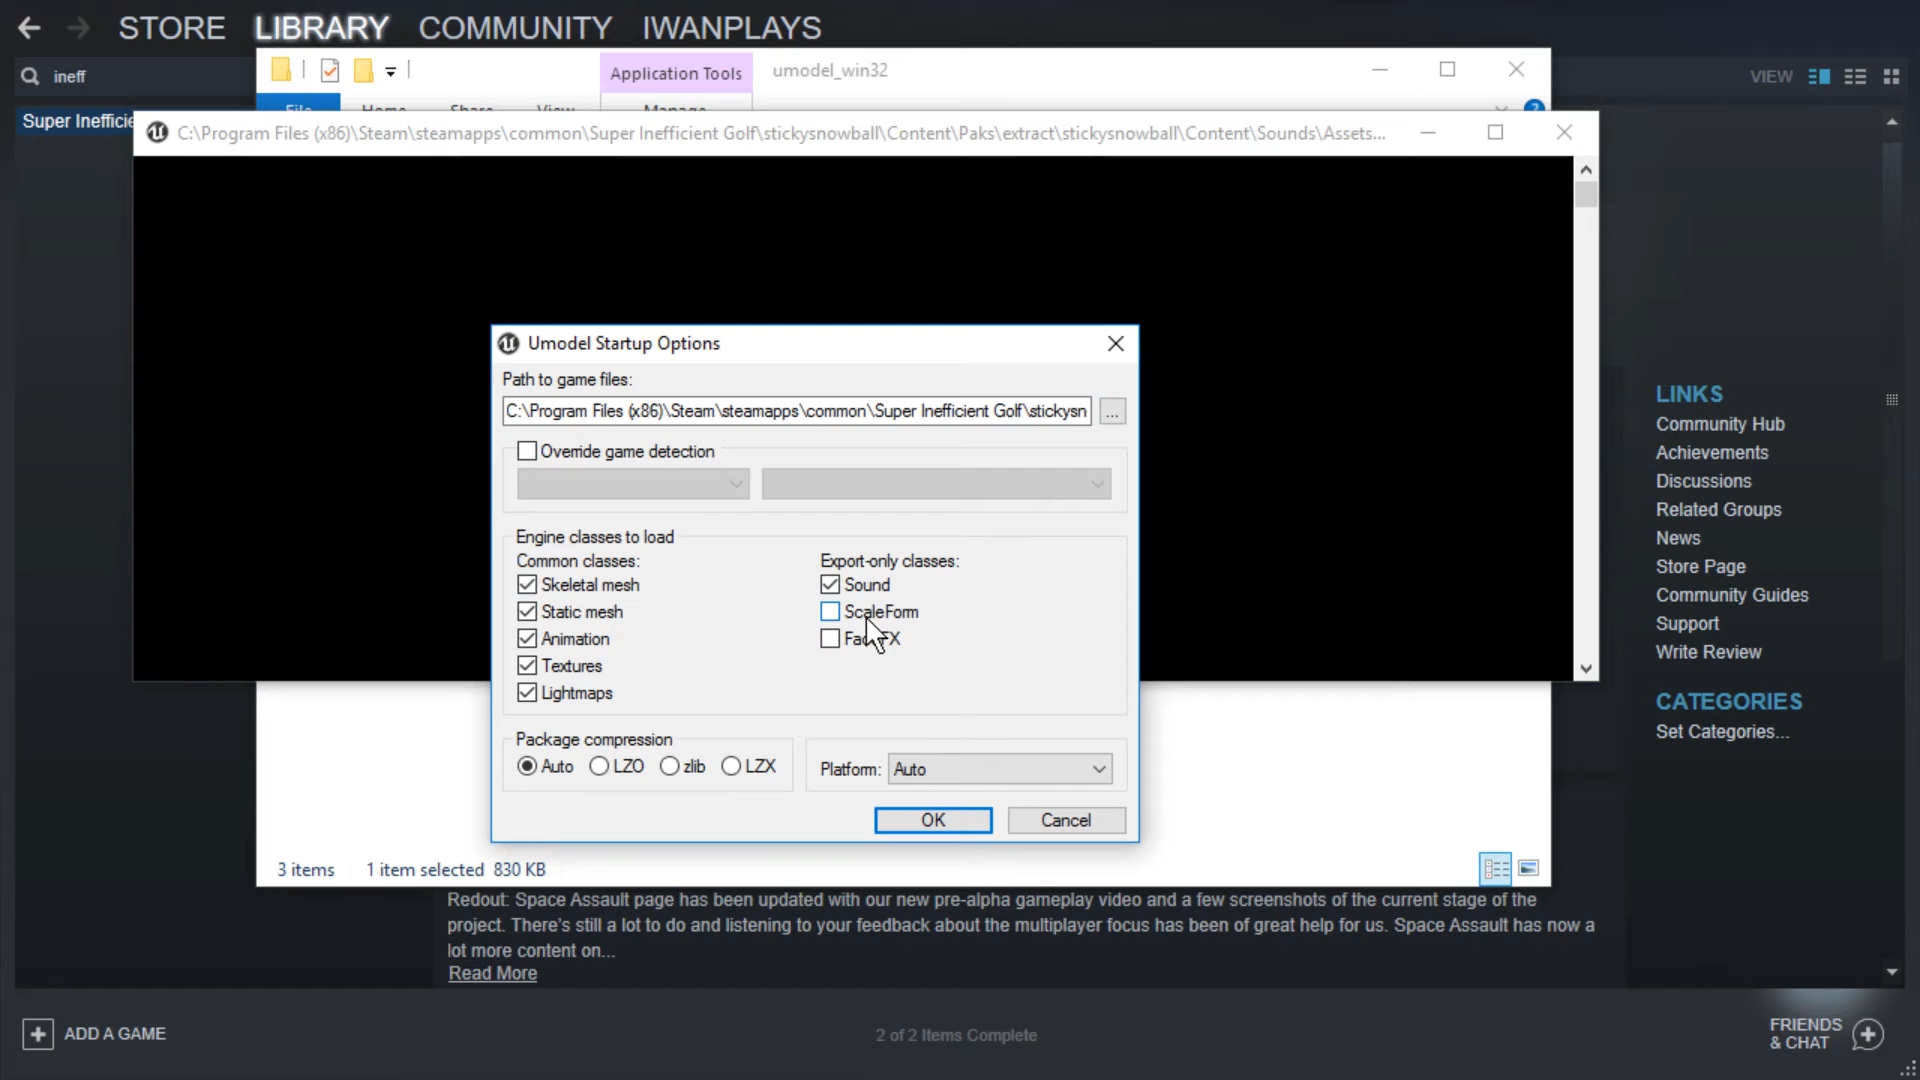 STORE LIBRARY COMMUNITY IWANPLAYS
ineff
Application Tools
umodel_win32
VIEW
File Home Share View Manage
Super Inefficie
C:\Program Files (x86)\Steam\steamapps\common\Super Inefficient Golf\stickysnowball\Content\Paks\extract\stickysnowball\Content\Sounds\Assets...
Umodel Startup Options
Path to game files:
C:\Program Files (x86)\Steam\steamapps\common\Super Inefficient Golf\stickysn
...
Override game detection
Engine classes to load
Common classes:
Skeletal mesh
Static mesh
Animation
Textures
Lightmaps
Export-only classes:
Sound
ScaleForm
Package compression
Auto LZO zlib LZX
Platform: Auto
OK Cancel
LINKS
Community Hub
Achievements
Discussions
Related Groups
News
Store Page
Community Guides
Support
Write Review
CATEGORIES
Set Categories...
3 items 1 item selected 830 KB
Redout: Space Assault page has been updated with our new pre-alpha gameplay video and a few screenshots of the current stage of the
project. There's still a lot to do and listening to your feedback about the multiplayer focus has been of great help for us. Space Assault has now a
lot more content on...
Read More
ADD A GAME
2 of 2 Items Complete
FRIENDS
& CHAT